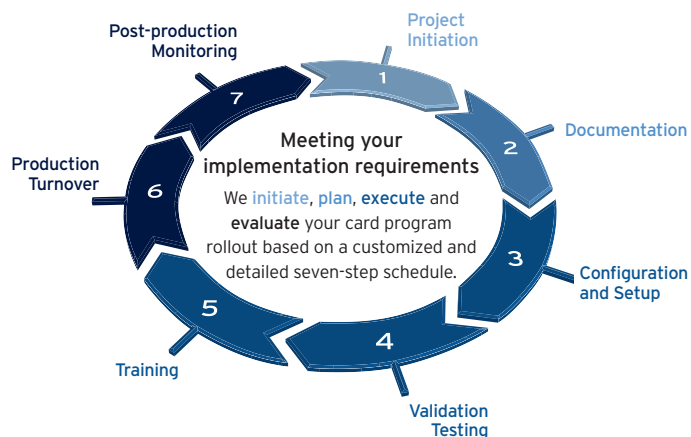 Meeting your
implementation requirements
We initiate, plan, execute and
evaluate your card program
rollout based on a customized and
detailed seven-step schedule.
1
Project
Initiation
2
Documentation
3
Configuration
and Setup
4
Validation
Testing
5
Training
6
Production
Turnover
7
Post-production
Monitoring